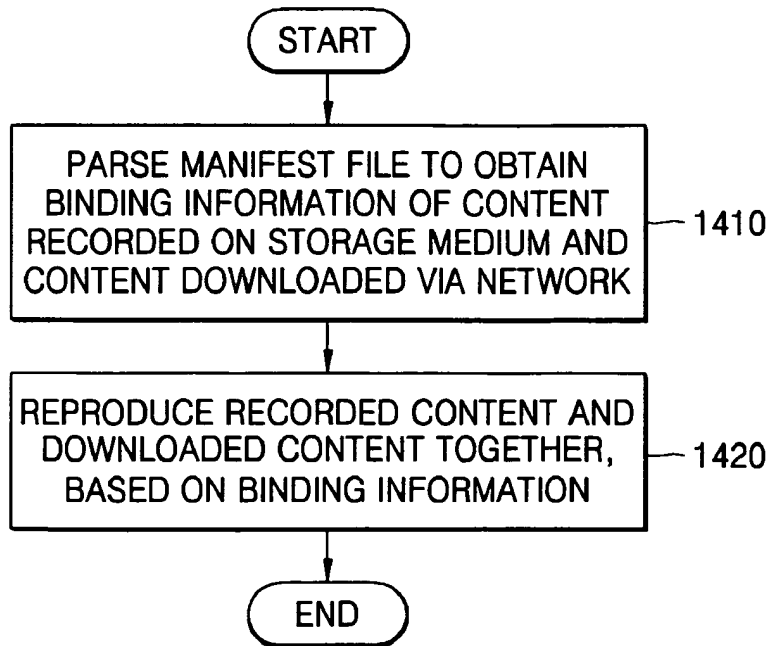 START
PARSE MANIFEST FILE TO OBTAIN
BINDING INFORMATION OF CONTENT
RECORDED ON STORAGE MEDIUM AND
CONTENT DOWNLOADED VIA NETWORK
1410
REPRODUCE RECORDED CONTENT AND
DOWNLOADED CONTENT TOGETHER,
BASED ON BINDING INFORMATION
1420
END